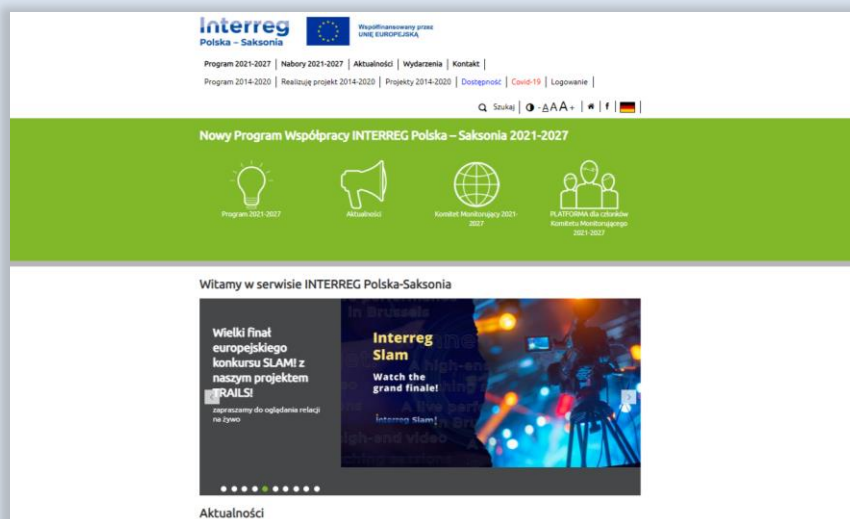 Interreg
Polska – Saksonia
Współfinansowany przez
UNIĘ EUROPEJSKĄ
Program 2021-2027 | Nabory 2021-2027 | Aktualności | Wydarzenia | Kontakt |
Program 2014-2020 | Realizuję projekt 2014-2020 | Projekty 2014-2020 | Dostępność | Covid-19 | Logowanie |
Szukaj | - A A A + | f |
Nowy Program Współpracy INTERREG Polska – Saksonia 2021-2027
Program 2021-2027
Aktualności
Komitet Monitorujący 2021-
2027
PLATFORMA dla członków
Komitetu Monitorującego
2021-2027
Witamy w serwisie INTERREG Polska-Saksonia
Wielki finał
europejskiego
konkursu SLAM! z
naszym projektem
TRAILS!
zapraszamy do oglądania relacji
na żywo
in Brussels
Interreg
Slam
Watch the
grand finale!
interreg Slam!
Aktualności